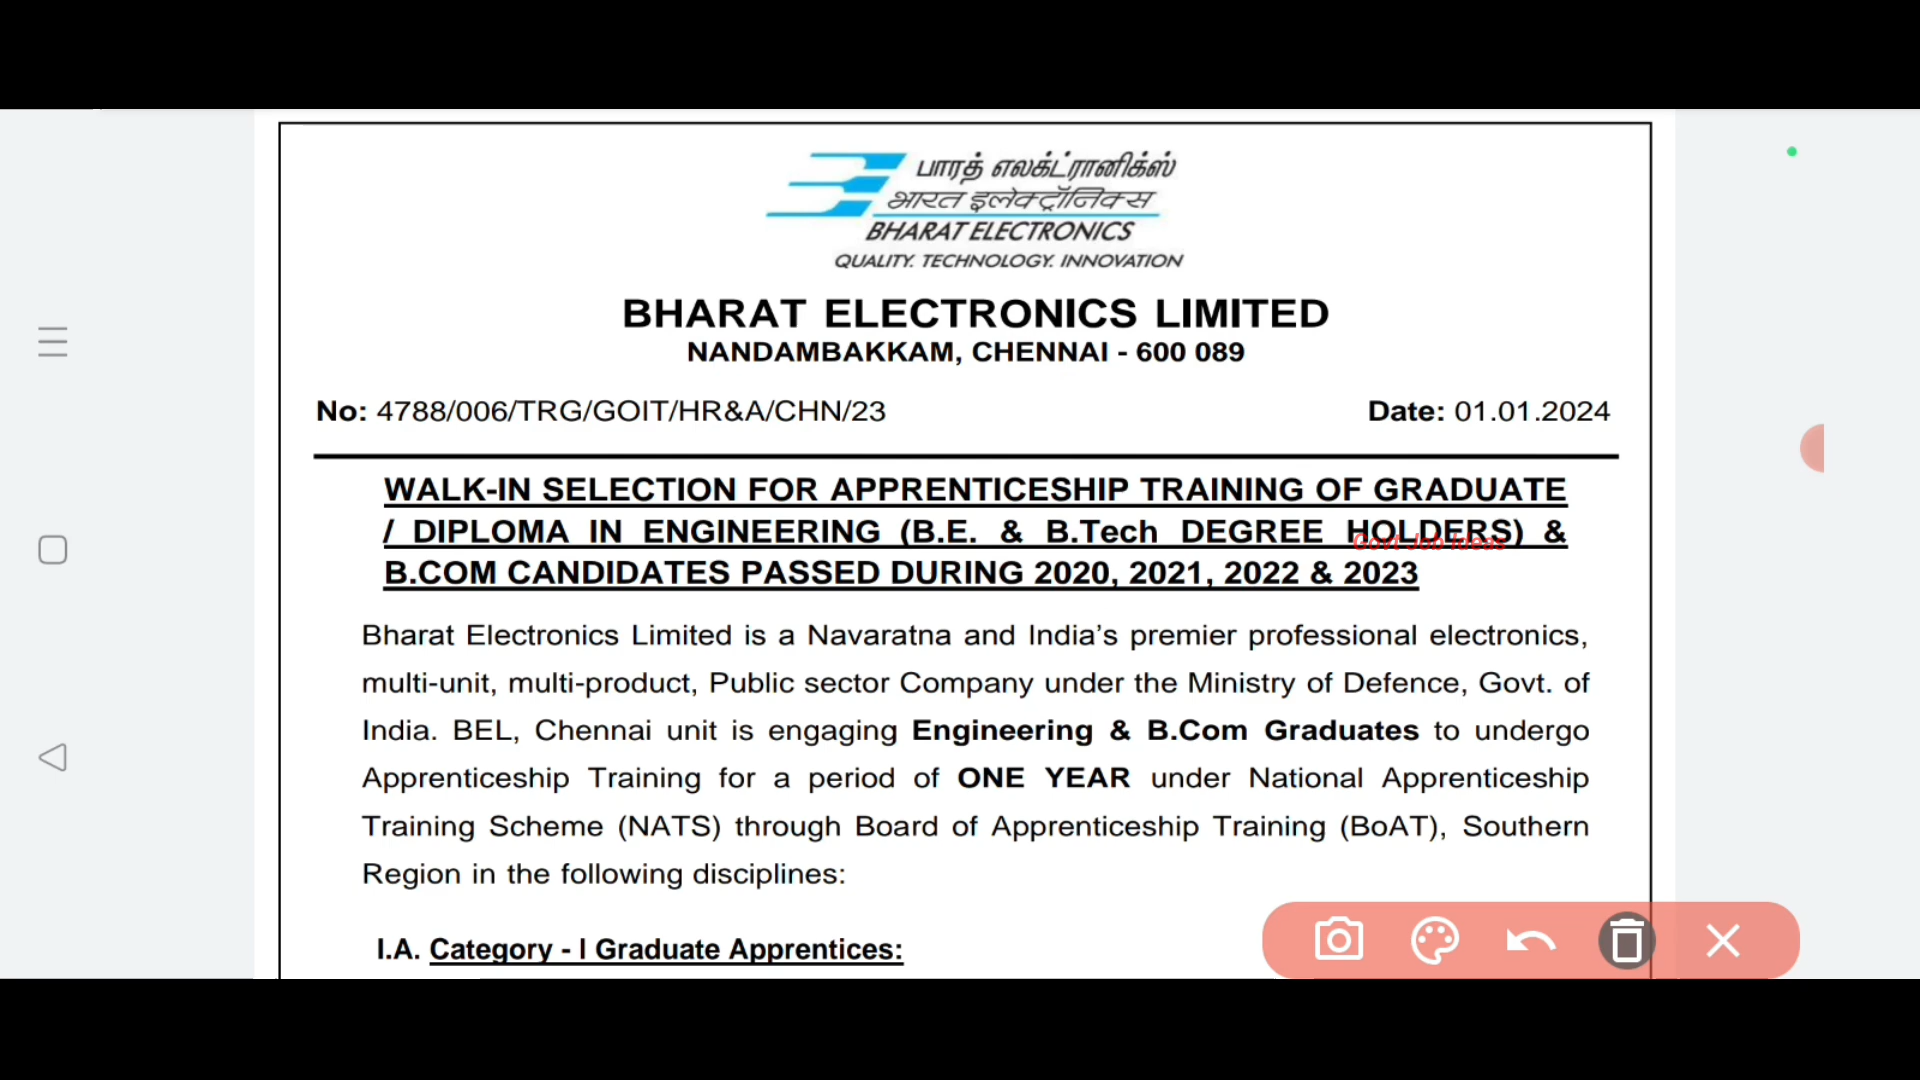 பாரத் எலக்ட்ரானிக்ஸ்
भारत इलेक्ट्रॉनिक्स
BHARAT ELECTRONICS
QUALITY. TECHNOLOGY. INNOVATION
BHARAT ELECTRONICS LIMITED
NANDAMBAKKAM, CHENNAI - 600 089
No: 4788/006/TRG/GOIT/HR&A/CHN/23 Date: 01.01.2024
WALK-IN SELECTION FOR APPRENTICESHIP TRAINING OF GRADUATE
/ DIPLOMA IN ENGINEERING (B.E. & B.Tech DEGREE HOLDERS) &
Govt Job Ideas
B.COM CANDIDATES PASSED DURING 2020, 2021, 2022 & 2023
Bharat Electronics Limited is a Navaratna and India’s premier professional electronics,
multi-unit, multi-product, Public sector Company under the Ministry of Defence, Govt. of
India. BEL, Chennai unit is engaging Engineering & B.Com Graduates to undergo
Apprenticeship Training for a period of ONE YEAR under National Apprenticeship
Training Scheme (NATS) through Board of Apprenticeship Training (BoAT), Southern
Region in the following disciplines:
I.A. Category - I Graduate Apprentices: